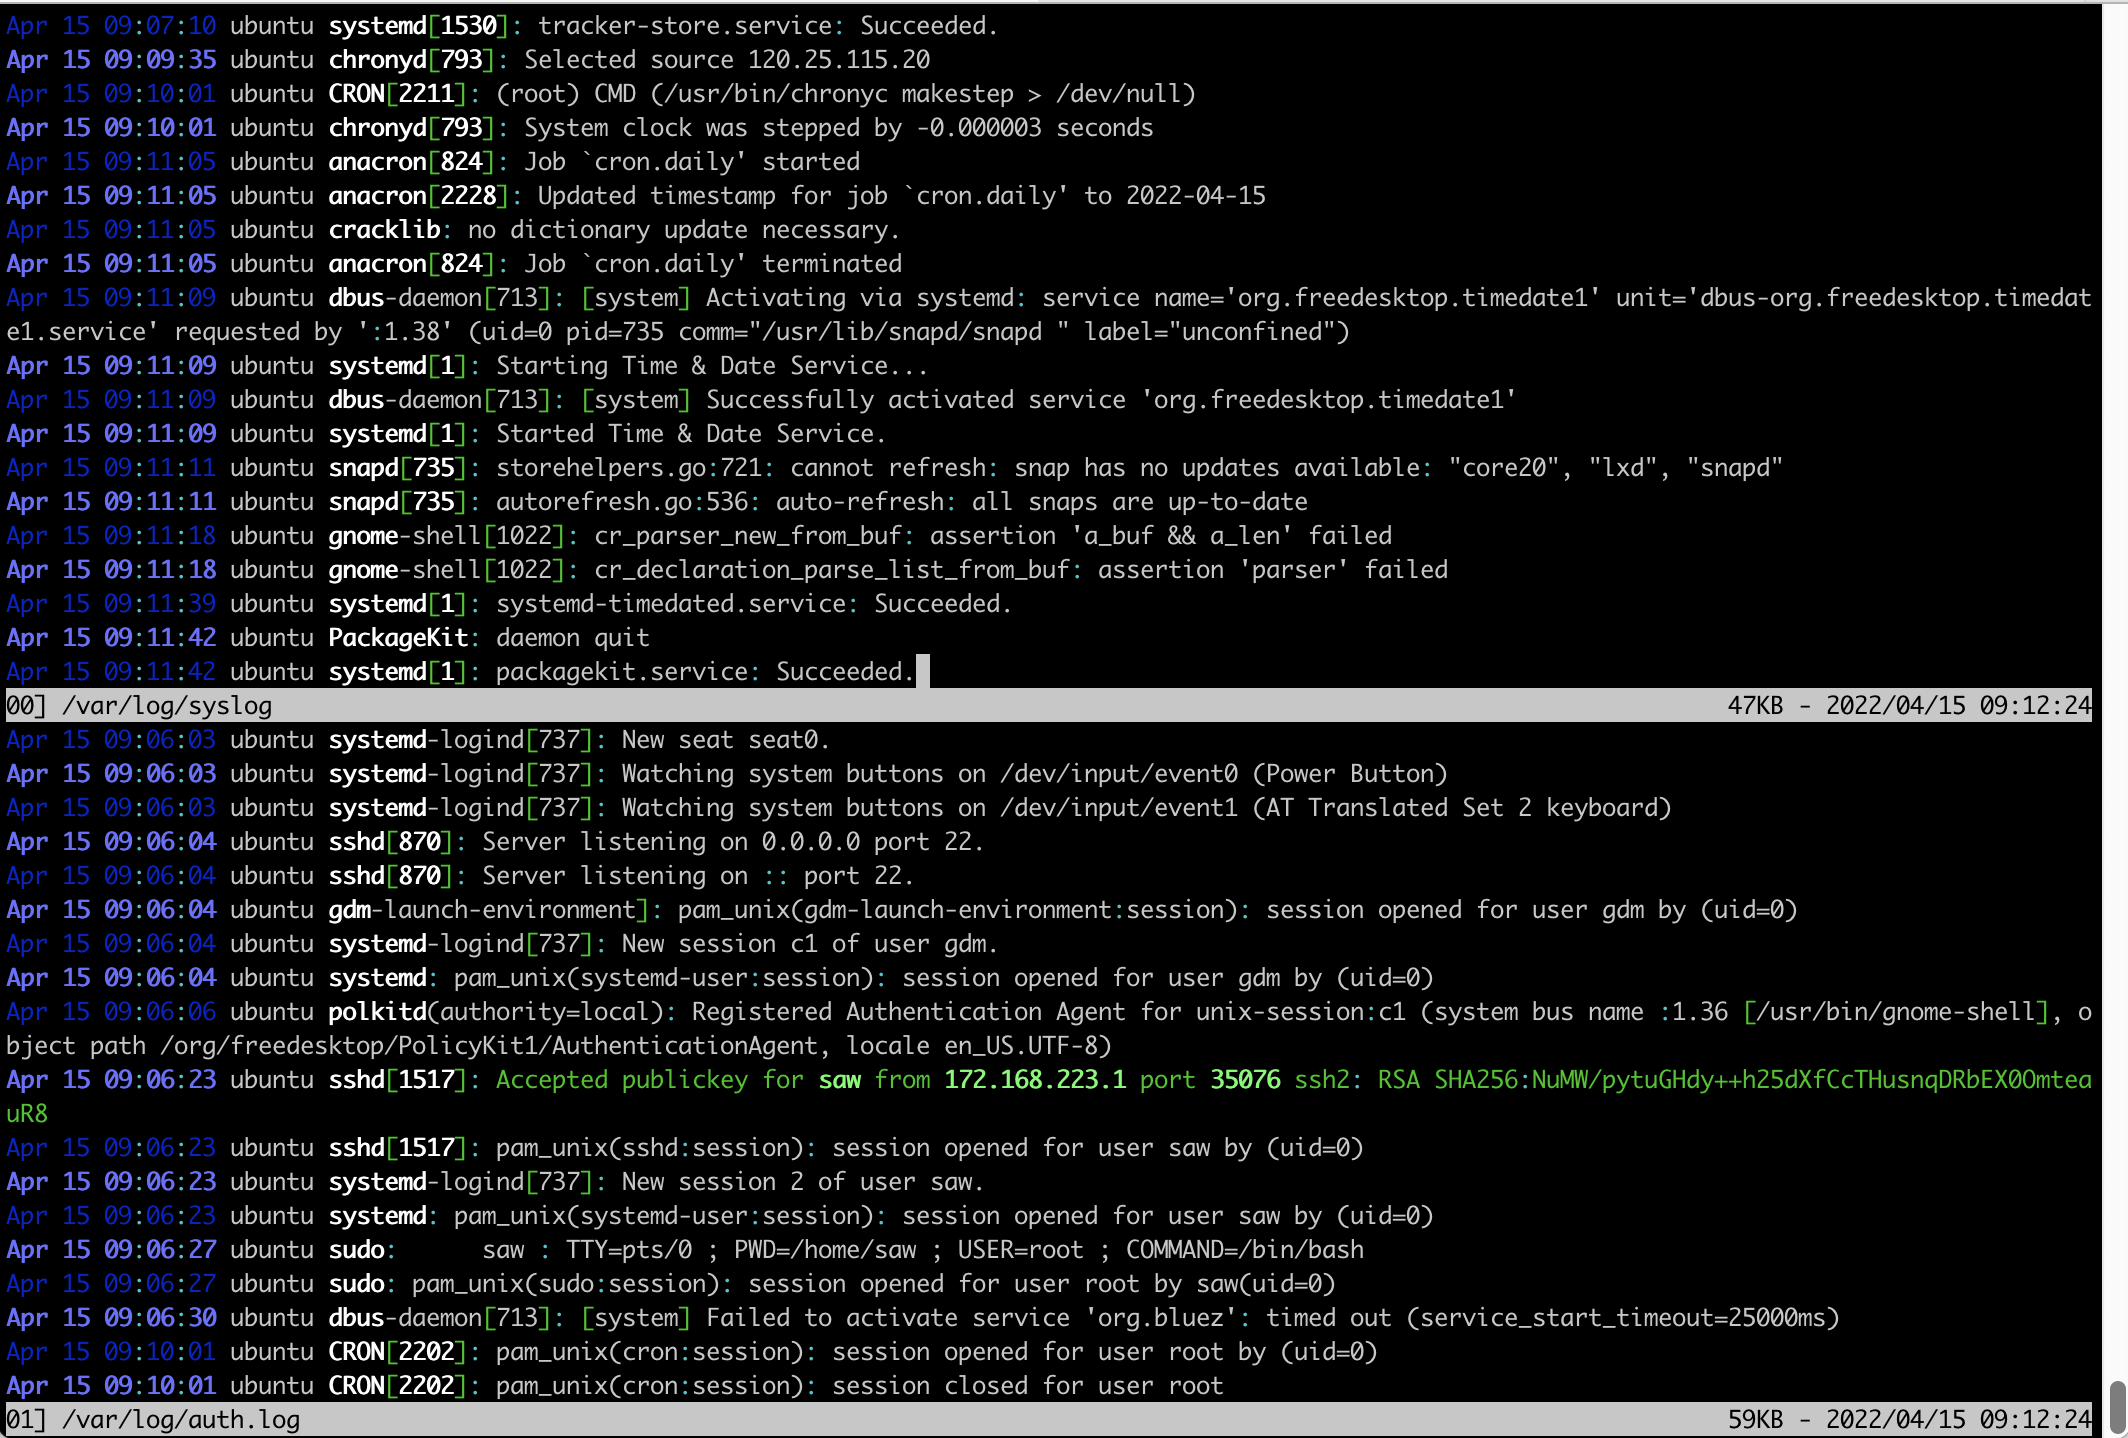 Apr 15 09:07:10 ubuntu systemd[1530]: tracker-store.service: Succeeded.
Apr 15 09:09:35 ubuntu chronyd[793]: Selected source 120.25.115.20
Apr 15 09:10:01 ubuntu CRON[2211]: (root) CMD (/usr/bin/chronyc makestep > /dev/null)
Apr 15 09:10:01 ubuntu chronyd[793]: System clock was stepped by -0.000003 seconds
Apr 15 09:11:05 ubuntu anacron[824]: Job `cron.daily' started
Apr 15 09:11:05 ubuntu anacron[2228]: Updated timestamp for job `cron.daily' to 2022-04-15
Apr 15 09:11:05 ubuntu cracklib: no dictionary update necessary.
Apr 15 09:11:05 ubuntu anacron[824]: Job `cron.daily' terminated
Apr 15 09:11:09 ubuntu dbus-daemon[713]: [system] Activating via systemd: service name='org.freedesktop.timedate1' unit='dbus-org.freedesktop.timedat
e1.service' requested by ':1.38' (uid=0 pid=735 comm="/usr/lib/snapd/snapd " label="unconfined")
Apr 15 09:11:09 ubuntu systemd[1]: Starting Time & Date Service...
Apr 15 09:11:09 ubuntu dbus-daemon[713]: [system] Successfully activated service 'org.freedesktop.timedate1'
Apr 15 09:11:09 ubuntu systemd[1]: Started Time & Date Service.
Apr 15 09:11:11 ubuntu snapd[735]: storehelpers.go:721: cannot refresh: snap has no updates available: "core20", "lxd", "snapd"
Apr 15 09:11:11 ubuntu snapd[735]: autorefresh.go:536: auto-refresh: all snaps are up-to-date
Apr 15 09:11:18 ubuntu gnome-shell[1022]: cr_parser_new_from_buf: assertion 'a_buf && a_len' failed
Apr 15 09:11:18 ubuntu gnome-shell[1022]: cr_declaration_parse_list_from_buf: assertion 'parser' failed
Apr 15 09:11:39 ubuntu systemd[1]: systemd-timedated.service: Succeeded.
Apr 15 09:11:42 ubuntu PackageKit: daemon quit
Apr 15 09:11:42 ubuntu systemd[1]: packagekit.service: Succeeded.
00] /var/log/syslog 47KB - 2022/04/15 09:12:24
Apr 15 09:06:03 ubuntu systemd-logind[737]: New seat seat0.
Apr 15 09:06:03 ubuntu systemd-logind[737]: Watching system buttons on /dev/input/event0 (Power Button)
Apr 15 09:06:03 ubuntu systemd-logind[737]: Watching system buttons on /dev/input/event1 (AT Translated Set 2 keyboard)
Apr 15 09:06:04 ubuntu sshd[870]: Server listening on 0.0.0.0 port 22.
Apr 15 09:06:04 ubuntu sshd[870]: Server listening on :: port 22.
Apr 15 09:06:04 ubuntu gdm-launch-environment]: pam_unix(gdm-launch-environment:session): session opened for user gdm by (uid=0)
Apr 15 09:06:04 ubuntu systemd-logind[737]: New session c1 of user gdm.
Apr 15 09:06:04 ubuntu systemd: pam_unix(systemd-user:session): session opened for user gdm by (uid=0)
Apr 15 09:06:06 ubuntu polkitd(authority=local): Registered Authentication Agent for unix-session:c1 (system bus name :1.36 [/usr/bin/gnome-shell], o
bject path /org/freedesktop/PolicyKit1/AuthenticationAgent, locale en_US.UTF-8)
Apr 15 09:06:23 ubuntu sshd[1517]: Accepted publickey for saw from 172.168.223.1 port 35076 ssh2: RSA SHA256:NuMW/pytuGHdy++h25dXfCcTHusnqDRbEX0Omtea
uR8
Apr 15 09:06:23 ubuntu sshd[1517]: pam_unix(sshd:session): session opened for user saw by (uid=0)
Apr 15 09:06:23 ubuntu systemd-logind[737]: New session 2 of user saw.
Apr 15 09:06:23 ubuntu systemd: pam_unix(systemd-user:session): session opened for user saw by (uid=0)
Apr 15 09:06:27 ubuntu sudo:      saw : TTY=pts/0 ; PWD=/home/saw ; USER=root ; COMMAND=/bin/bash
Apr 15 09:06:27 ubuntu sudo: pam_unix(sudo:session): session opened for user root by saw(uid=0)
Apr 15 09:06:30 ubuntu dbus-daemon[713]: [system] Failed to activate service 'org.bluez': timed out (service_start_timeout=25000ms)
Apr 15 09:10:01 ubuntu CRON[2202]: pam_unix(cron:session): session opened for user root by (uid=0)
Apr 15 09:10:01 ubuntu CRON[2202]: pam_unix(cron:session): session closed for user root
01] /var/log/auth.log 59KB - 2022/04/15 09:12:24